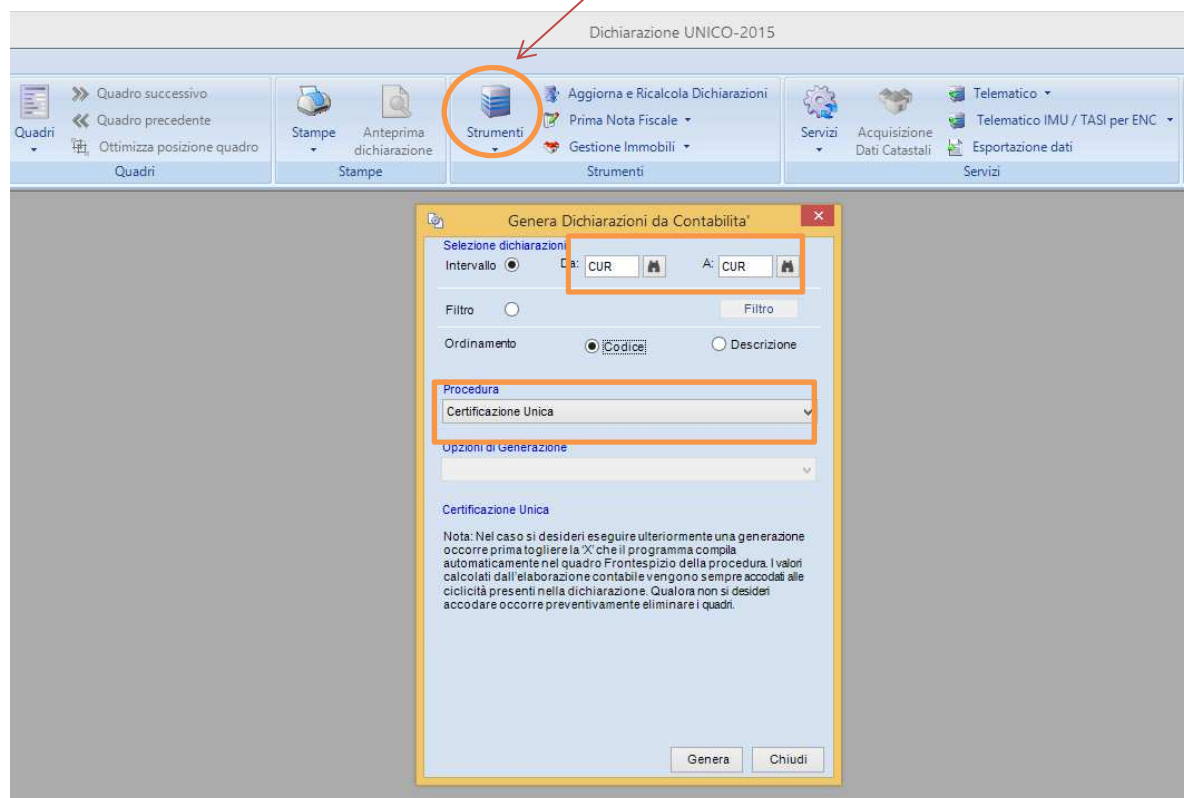 Dichiarazione UNICO-2015
Quadri
Quadro successivo
Quadro precedente
Ottimizza posizione quadro
Quadri
Stampe
Anteprima
dichiarazione
Stampe
Strumenti
Aggiorna e Ricalcola Dichiarazioni
Prima Nota Fiscale
Gestione Immobili
Strumenti
Servizi
Acquisizione
Dati Catastali
Telematico
Telematico IMU / TASI per ENC
Esportazione dati
Servizi
Genera Dichiarazioni da Contabilita'
Selezione dichiarazioni
Intervallo Da: CUR A: CUR
Filtro Filtro
Ordinamento Codice Descrizione
Procedura
Certificazione Unica
Opzioni di Generazione
Certificazione Unica
Nota: Nel caso si desideri eseguire ulteriormente una generazione
occorre prima togliere la 'X' che il programma compila
automaticamente nel quadro Frontespizio della procedura. I valori
calcolati dall'elaborazione contabile vengono sempre accodati alle
ciclicità presenti nella dichiarazione. Qualora non si desideri
accodare occorre preventivamente eliminare i quadri.
Genera Chiudi